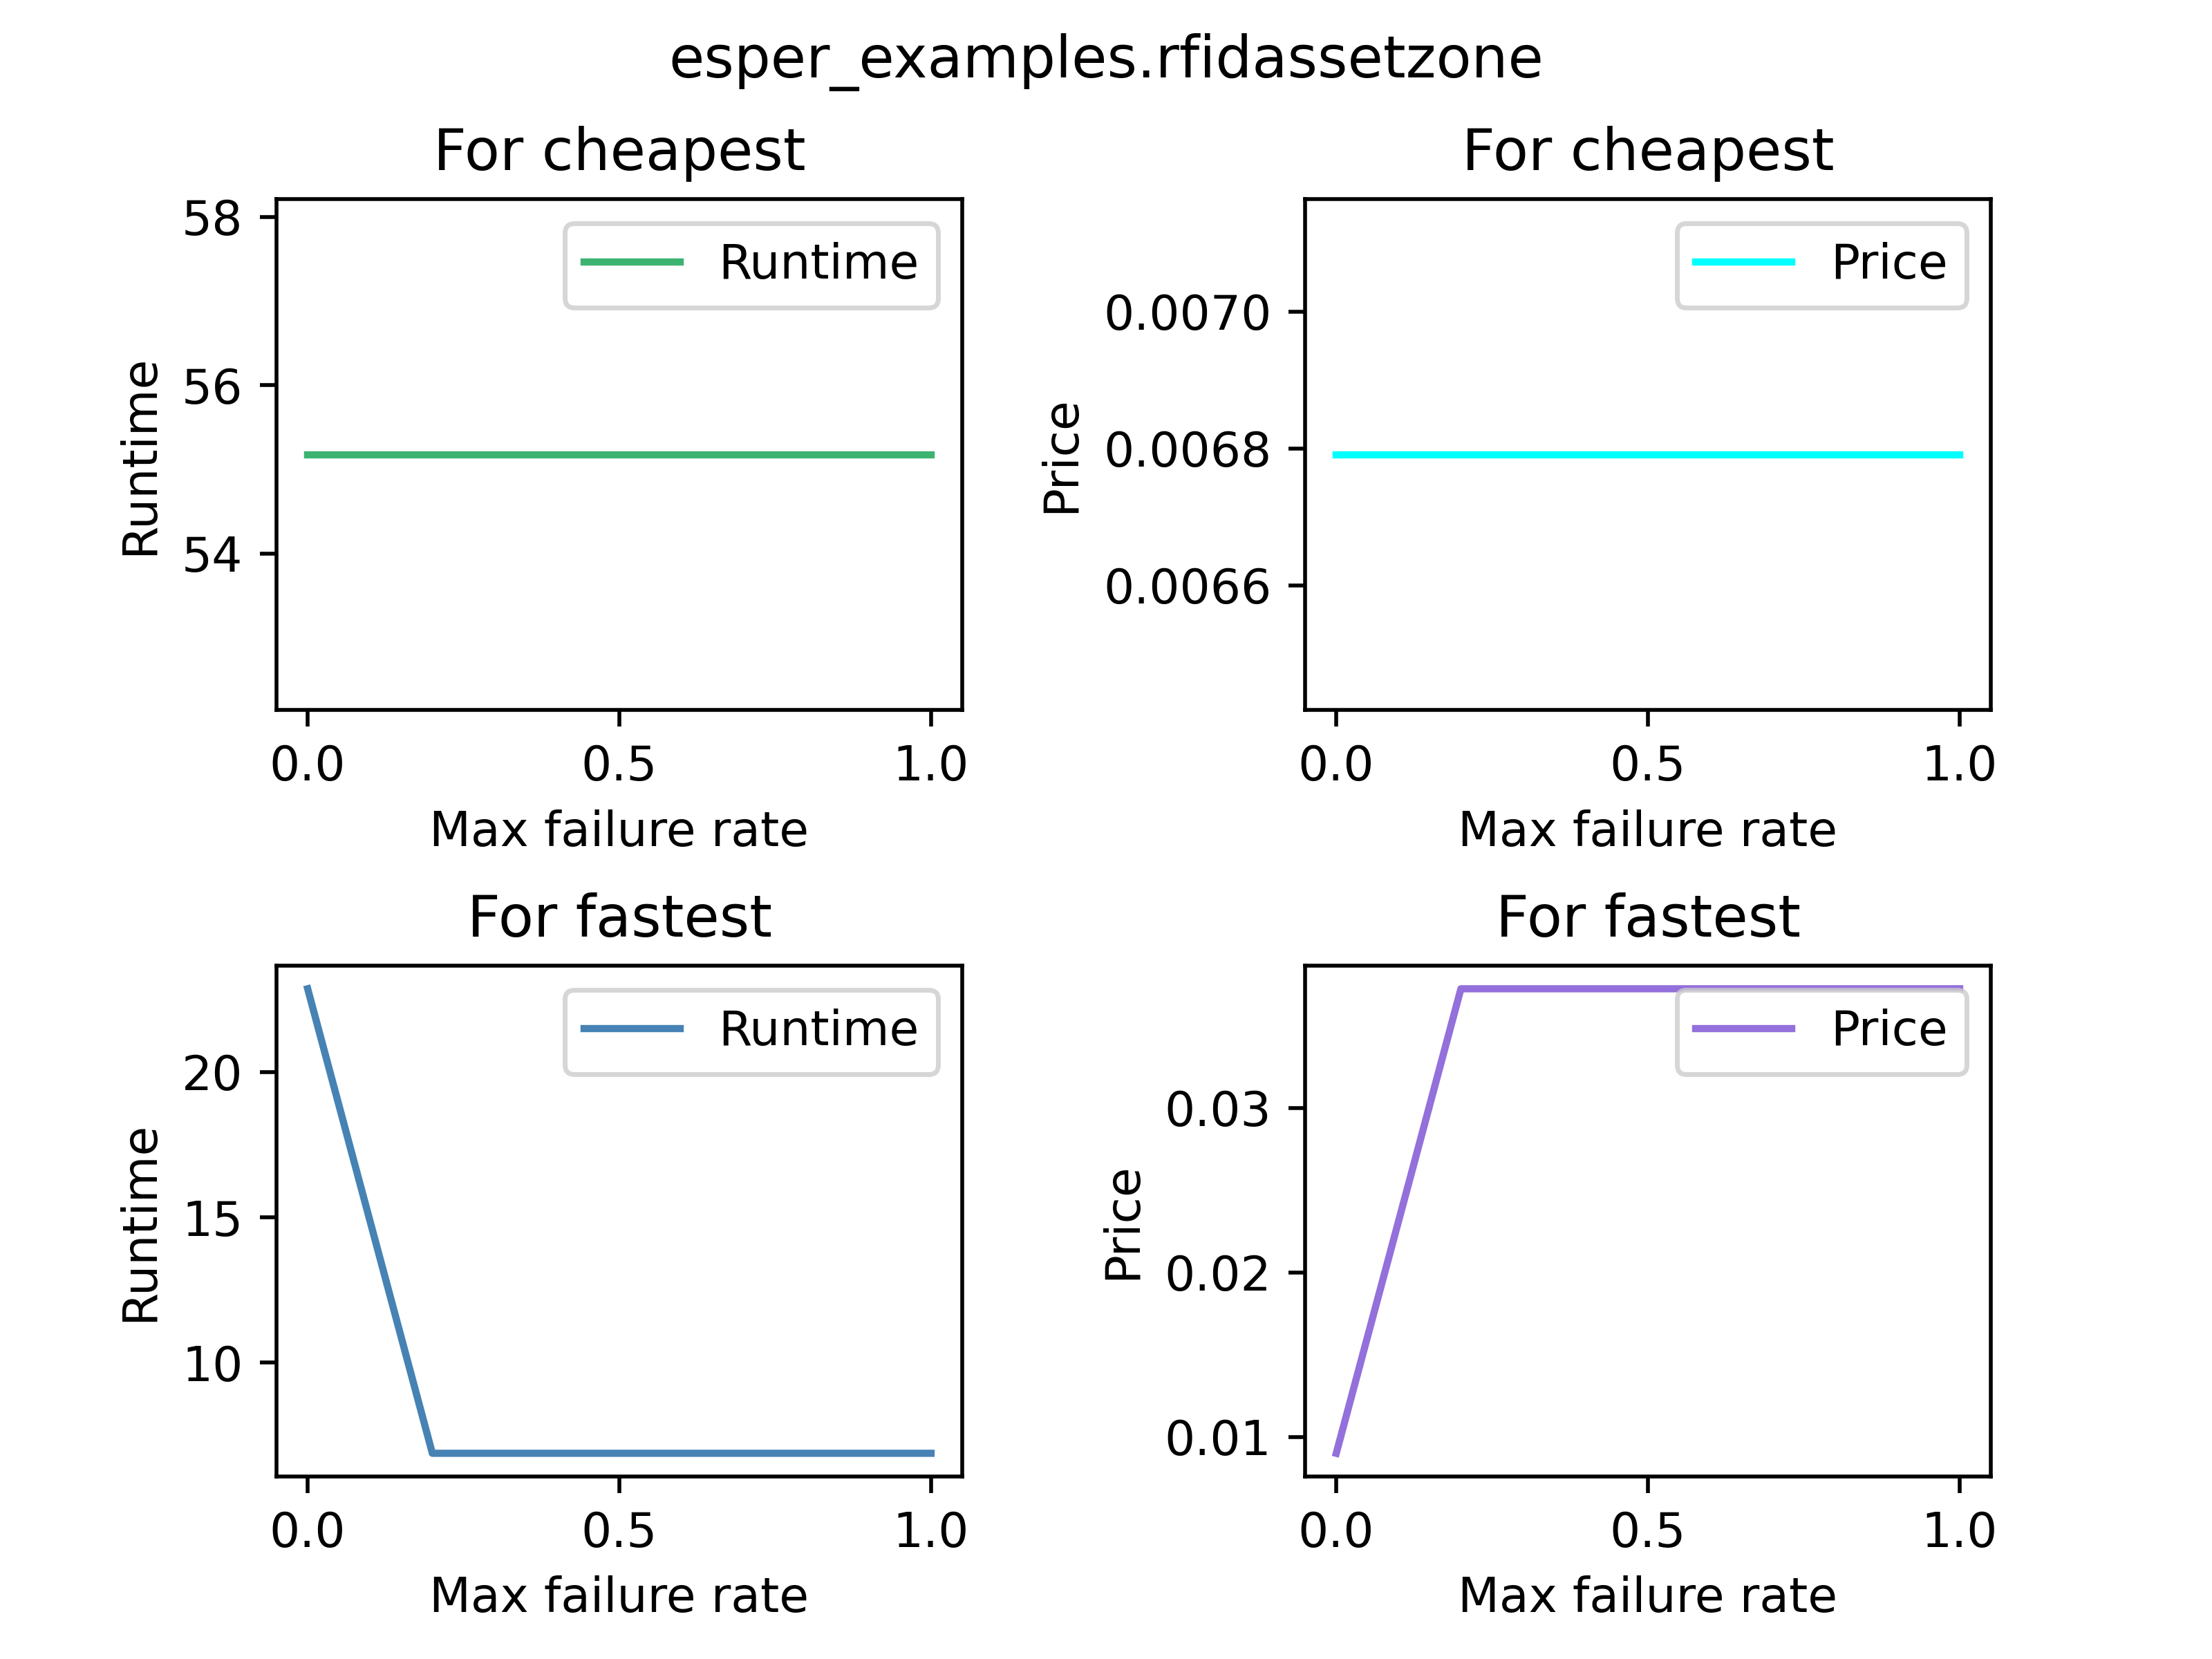 esper_examples.rfidassetzone
For cheapest
58
56
54
Runtime
Runtime
0.0 0.5 1.0
Max failure rate
For cheapest
0.0070
0.0068
0.0066
Price
Price
0.0 0.5 1.0
Max failure rate
For fastest
20
15
10
Runtime
Runtime
0.0 0.5 1.0
Max failure rate
For fastest
0.03
0.02
0.01
Price
Price
0.0 0.5 1.0
Max failure rate